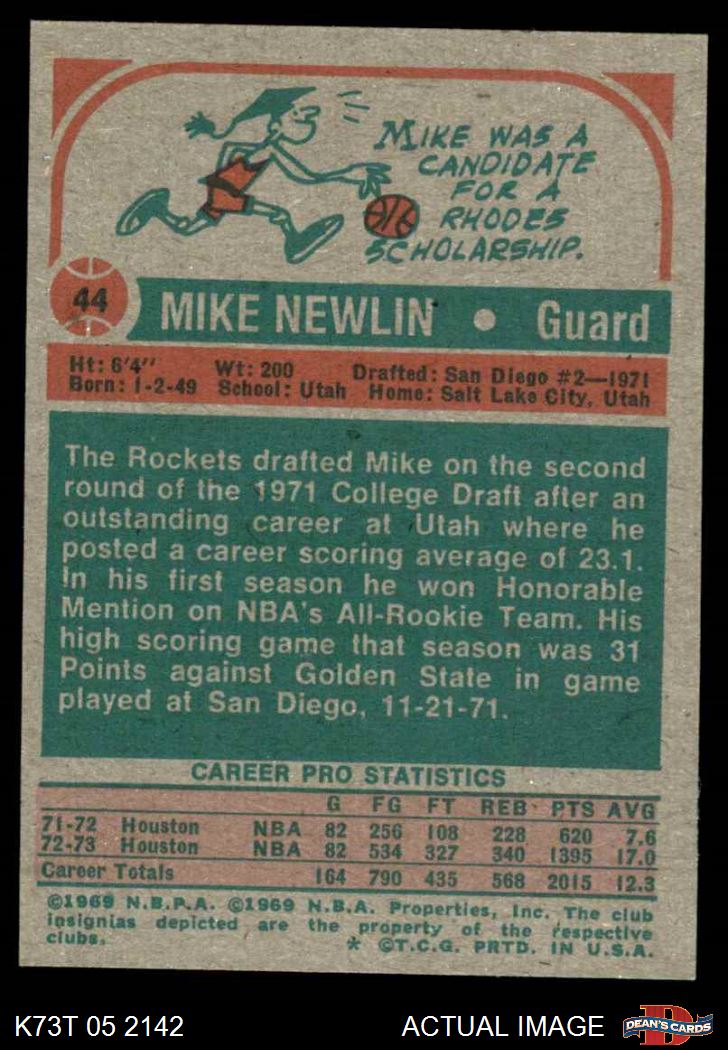 MIKE WAS A
CANDIDATE
FOR A
RHODES
SCHOLARSHIP.
44
MIKE NEWLIN • Guard
Ht: 6'4" Wt: 200 Drafted: San Diego #2—1971
Born: 1-2-49 School: Utah Home: Salt Lake City, Utah
The Rockets drafted Mike on the second
round of the 1971 College Draft after an
outstanding career at Utah where he
posted a career scoring average of 23.1.
In his first season he won Honorable
Mention on NBA's All-Rookie Team. His
high scoring game that season was 31
Points against Golden State in game
played at San Diego, 11-21-71.
CAREER PRO STATISTICS
G FG FT REB PTS AVG
71-72 Houston NBA 82 256 108 228 620 7.6
72-73 Houston NBA 82 534 327 340 1395 17.0
Career Totals 164 790 435 568 2015 12.3
©1969 N.B.P.A. ©1969 N.B.A. Properties, Inc. The club
insignias depicted are the property of the respective
clubs. * ©T.C.G. PRTD. IN U.S.A.
K73T 05 2142 ACTUAL IMAGE D DEAN'S CARDS